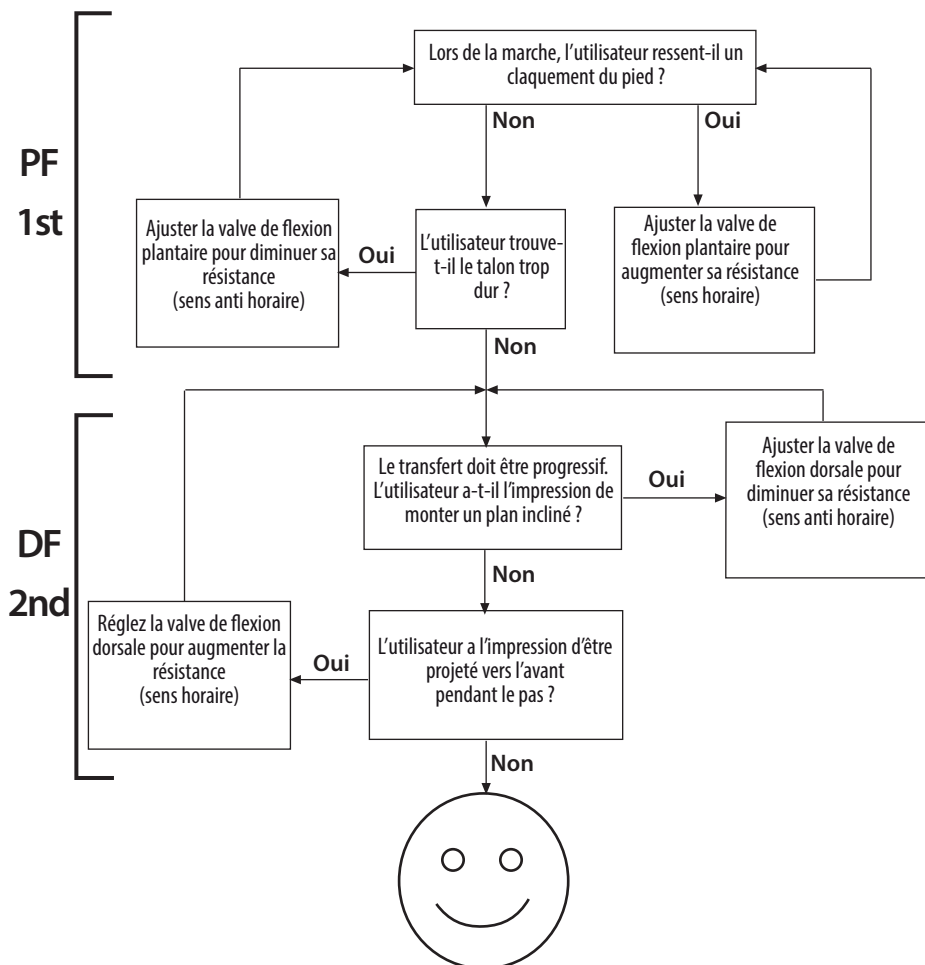 PF
1st
Lors de la marche, l'utilisateur ressent-il un
claquement du pied ?
Non
Oui
Ajuster la valve de flexion
plantaire pour diminuer sa
résistance
(sens anti horaire)
Oui
L'utilisateur trouve-
t-il le talon trop
dur ?
Ajuster la valve de
flexion plantaire pour
augmenter sa résistance
(sens horaire)
Non
DF
2nd
Le transfert doit être progressif.
L'utilisateur a-t-il l'impression de
monter un plan incliné ?
Oui
Ajuster la valve de
flexion dorsale pour
diminuer sa résistance
(sens anti horaire)
Non
Réglez la valve de flexion
dorsale pour augmenter la
résistance
(sens horaire)
Oui
L'utilisateur a l'impression d'être
projeté vers l'avant
pendant le pas ?
Non